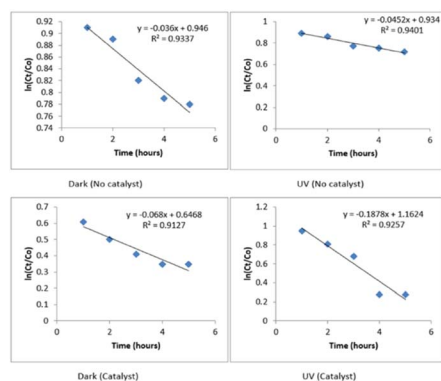 y = -0.036x + 0.946
R² = 0.9337
ln(Ct/Co)
0.92
0.9
0.88
0.86
0.84
0.82
0.8
0.78
0.76
0.74
0
2
4
6
Time (hours)
Dark (No catalyst)
y = -0.0452x + 0.934
R² = 0.9401
ln(Ct/Co)
1
0.8
0.6
0.4
0.2
0
0
2
4
6
Time (hours)
UV (No catalyst)
y = -0.068x + 0.6468
R² = 0.9127
ln(Ct/Co)
0.7
0.6
0.5
0.4
0.3
0.2
0.1
0
0
2
4
6
Time (hours)
Dark (Catalyst)
y = -0.1878x + 1.1624
R² = 0.9257
ln(Ct/Co)
1.2
1
0.8
0.6
0.4
0.2
0
0
2
4
6
Time (hours)
UV (Catalyst)